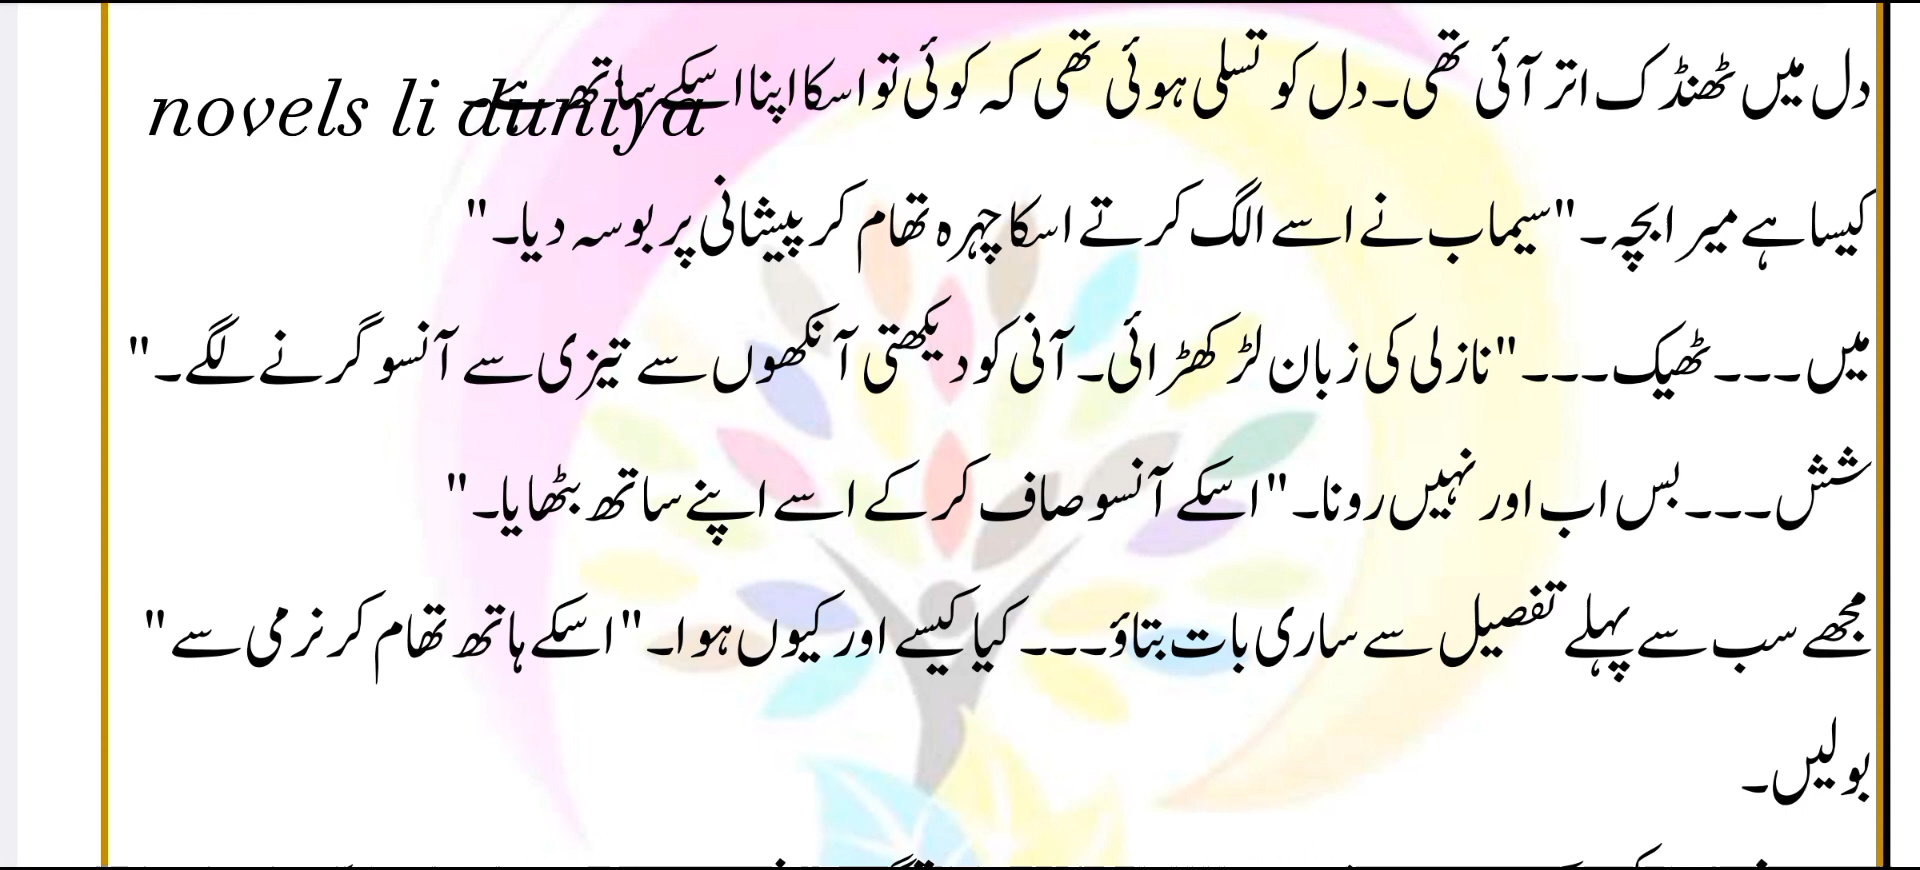 دل میں ٹھنڈک اتر آئی تھی۔ دل کو تسلی ہوئی تھی کہ کوئی تو اسکا اپنا اسکے ساتھ ہے۔
novels li duniya
کیسا ہے میرا بچہ۔"سیماب نے اسے الگ کرتے اسکا چہرہ تھام کر پیشانی پر بوسہ دیا۔"
میں۔۔۔ ٹھیک۔۔۔"نازلی کی زبان لڑکھڑائی۔ آنی کو دیکھتی آنکھوں سے تیزی سے آنسو گرنے لگے۔"
شش۔۔۔بس اب اور نہیں رونا۔"اسکے آنسو صاف کر کے اسے اپنے ساتھ بٹھایا۔"
مجھے سب سے پہلے تفصیل سے ساری بات بتاؤ۔۔۔ کیا کیسے اور کیوں ہوا۔"اسکے ہاتھ تھام کر نرمی سے"
بولیں۔